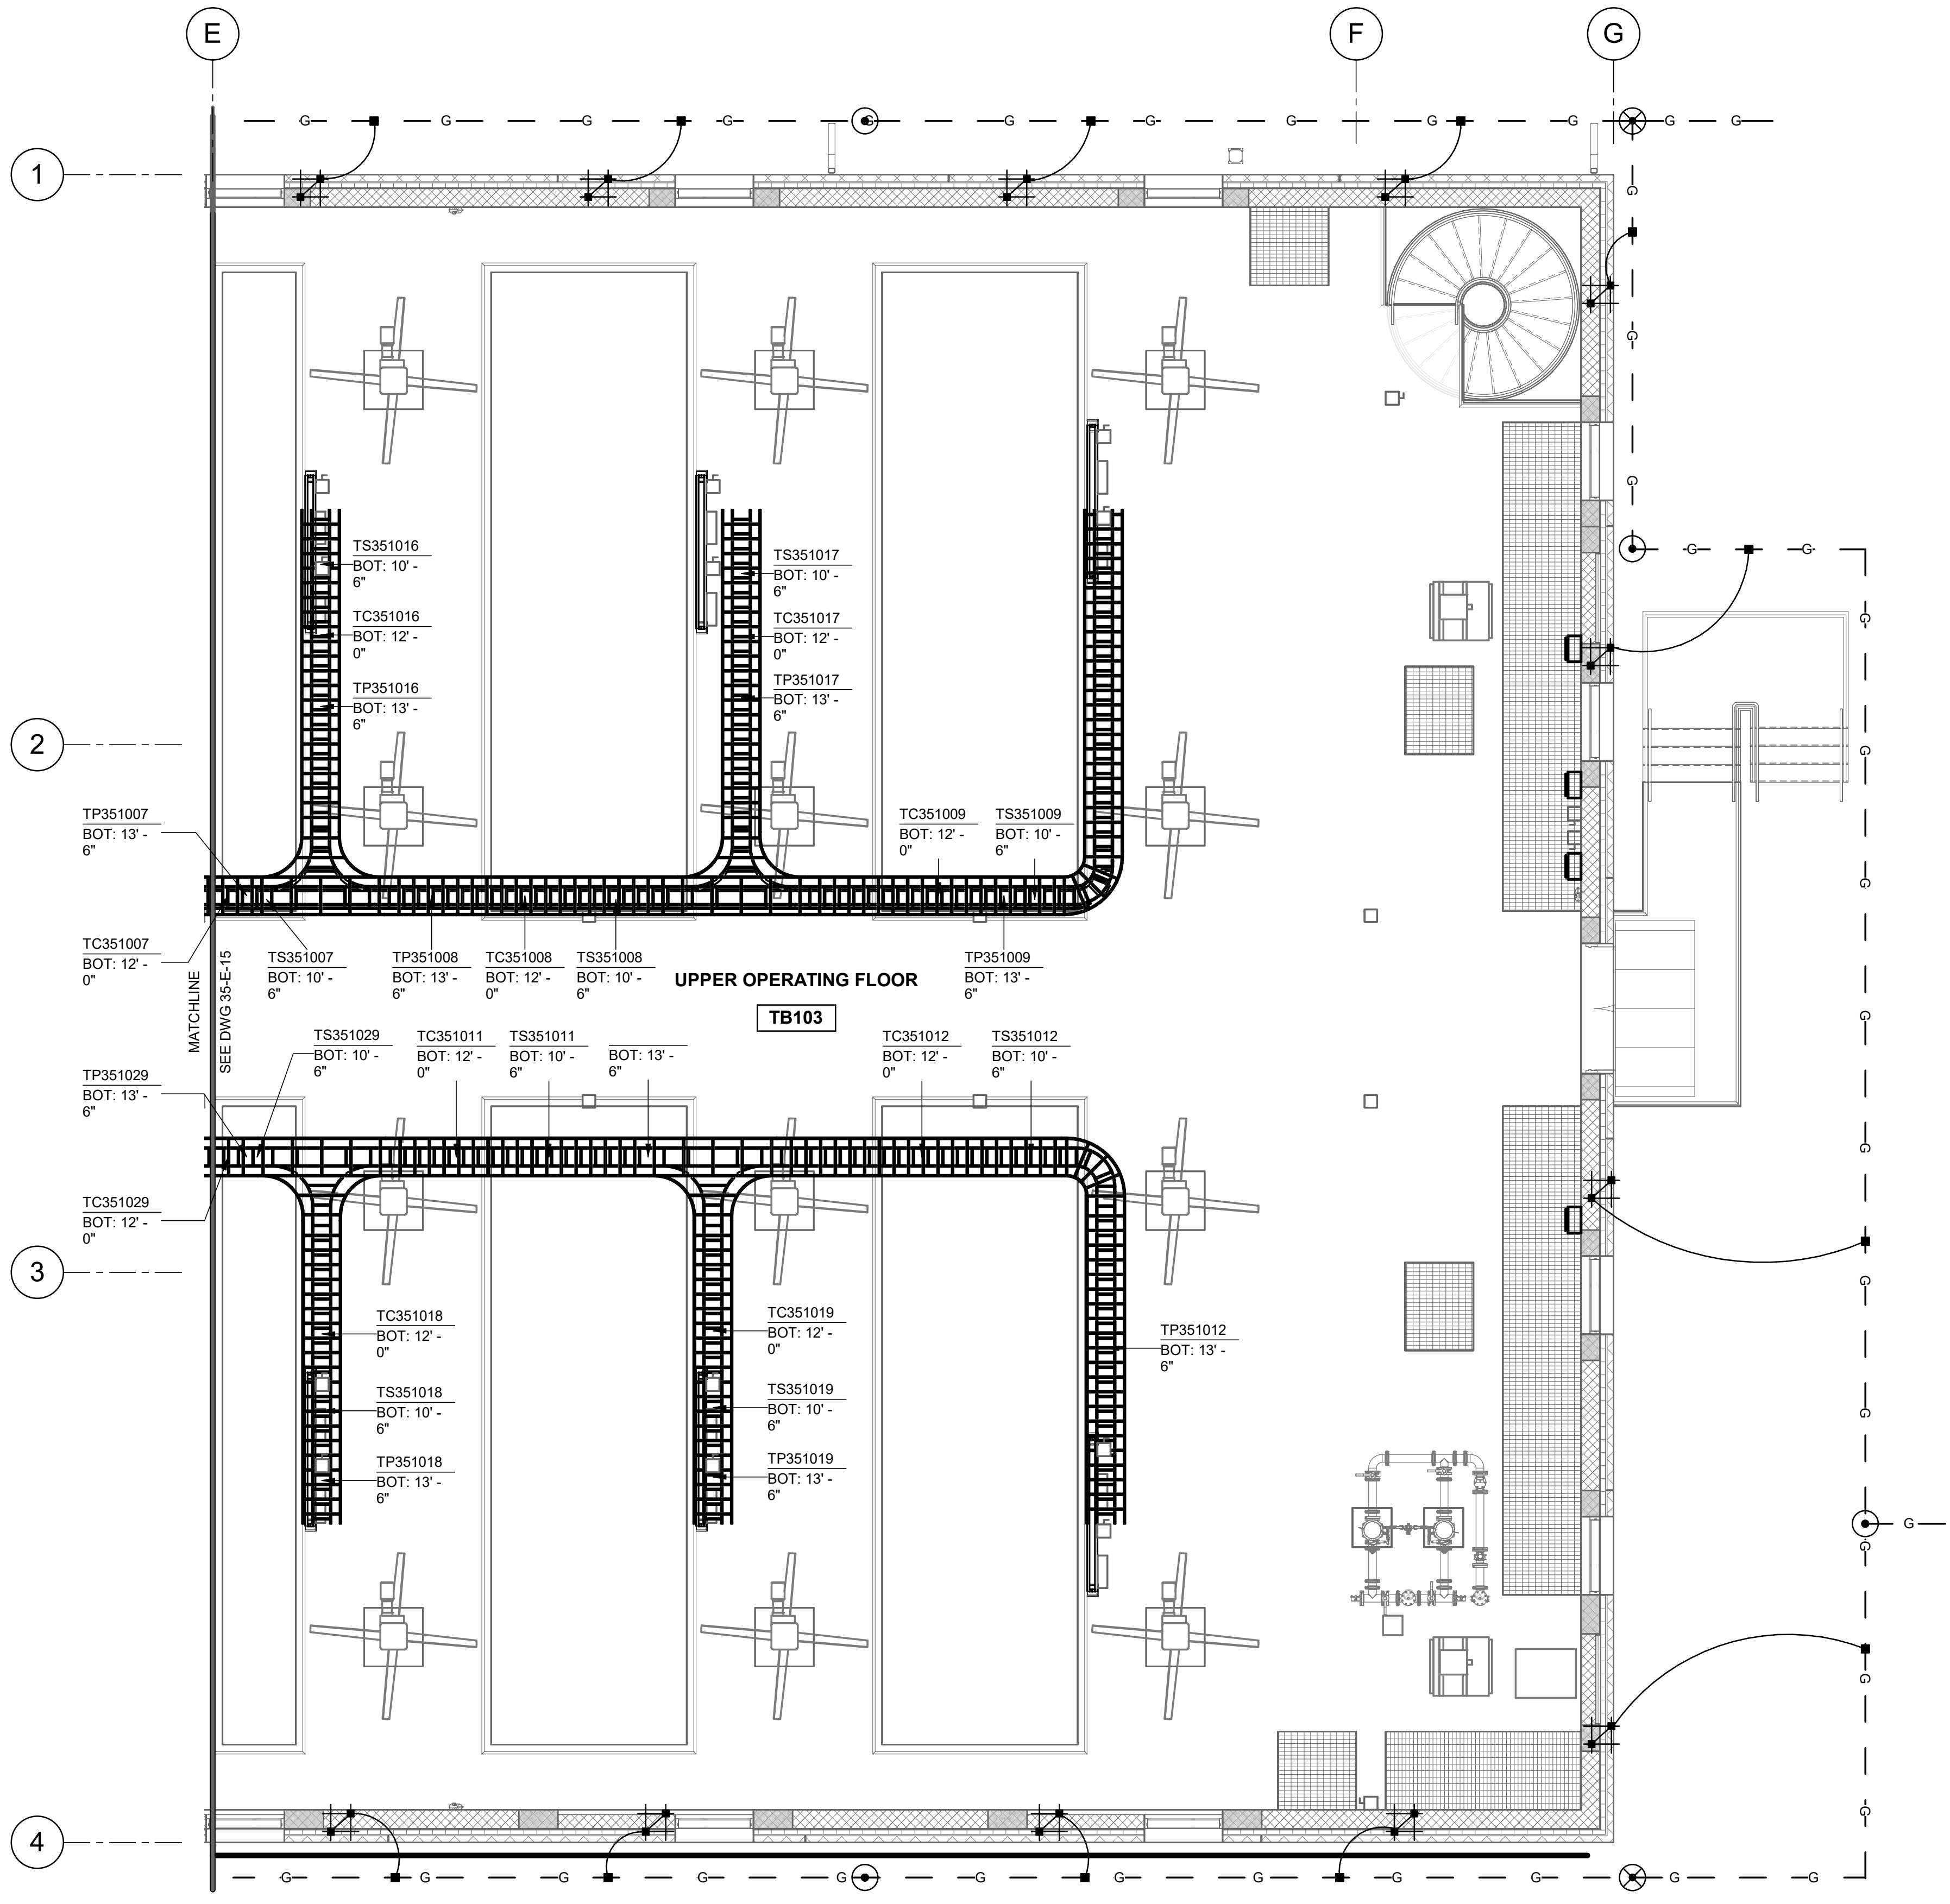 E
F
G
G
G
G
G
G
G
G
G
G
G
G
G
1
G
G
G
G
G
TS351016
BOT: 10' -
6"
TC351016
BOT: 12' -
0"
TP351016
BOT: 13' -
6"
TS351017
BOT: 10' -
6"
TC351017
BOT: 12' -
0"
TP351017
BOT: 13' -
6"
G
2
G
TP351007
BOT: 13' -
6"
TC351009
BOT: 12' -
0"
TS351009
BOT: 10' -
6"
G
TC351007
BOT: 12' -
0"
MATCHLINE
SEE DWG 35-E-15
TS351007
BOT: 10' -
6"
TP351008
BOT: 13' -
6"
TC351008
BOT: 12' -
0"
TS351008
BOT: 10' -
6"
UPPER OPERATING FLOOR
TB103
TP351009
BOT: 13' -
6"
G
TP351029
BOT: 13' -
6"
TS351029
BOT: 10' -
6"
TC351011
BOT: 12' -
0"
TS351011
BOT: 10' -
6"
BOT: 13' -
6"
TC351012
BOT: 12' -
0"
TS351012
BOT: 10' -
6"
G
TC351029
BOT: 12' -
0"
3
G
TC351018
BOT: 12' -
0"
TS351018
BOT: 10' -
6"
TP351018
BOT: 13' -
6"
TC351019
BOT: 12' -
0"
TS351019
BOT: 10' -
6"
TP351019
BOT: 13' -
6"
TP351012
BOT: 13' -
6"
G
G
G
G
G
4
G
G
G
G
G
G
G
G
G
G
G
G